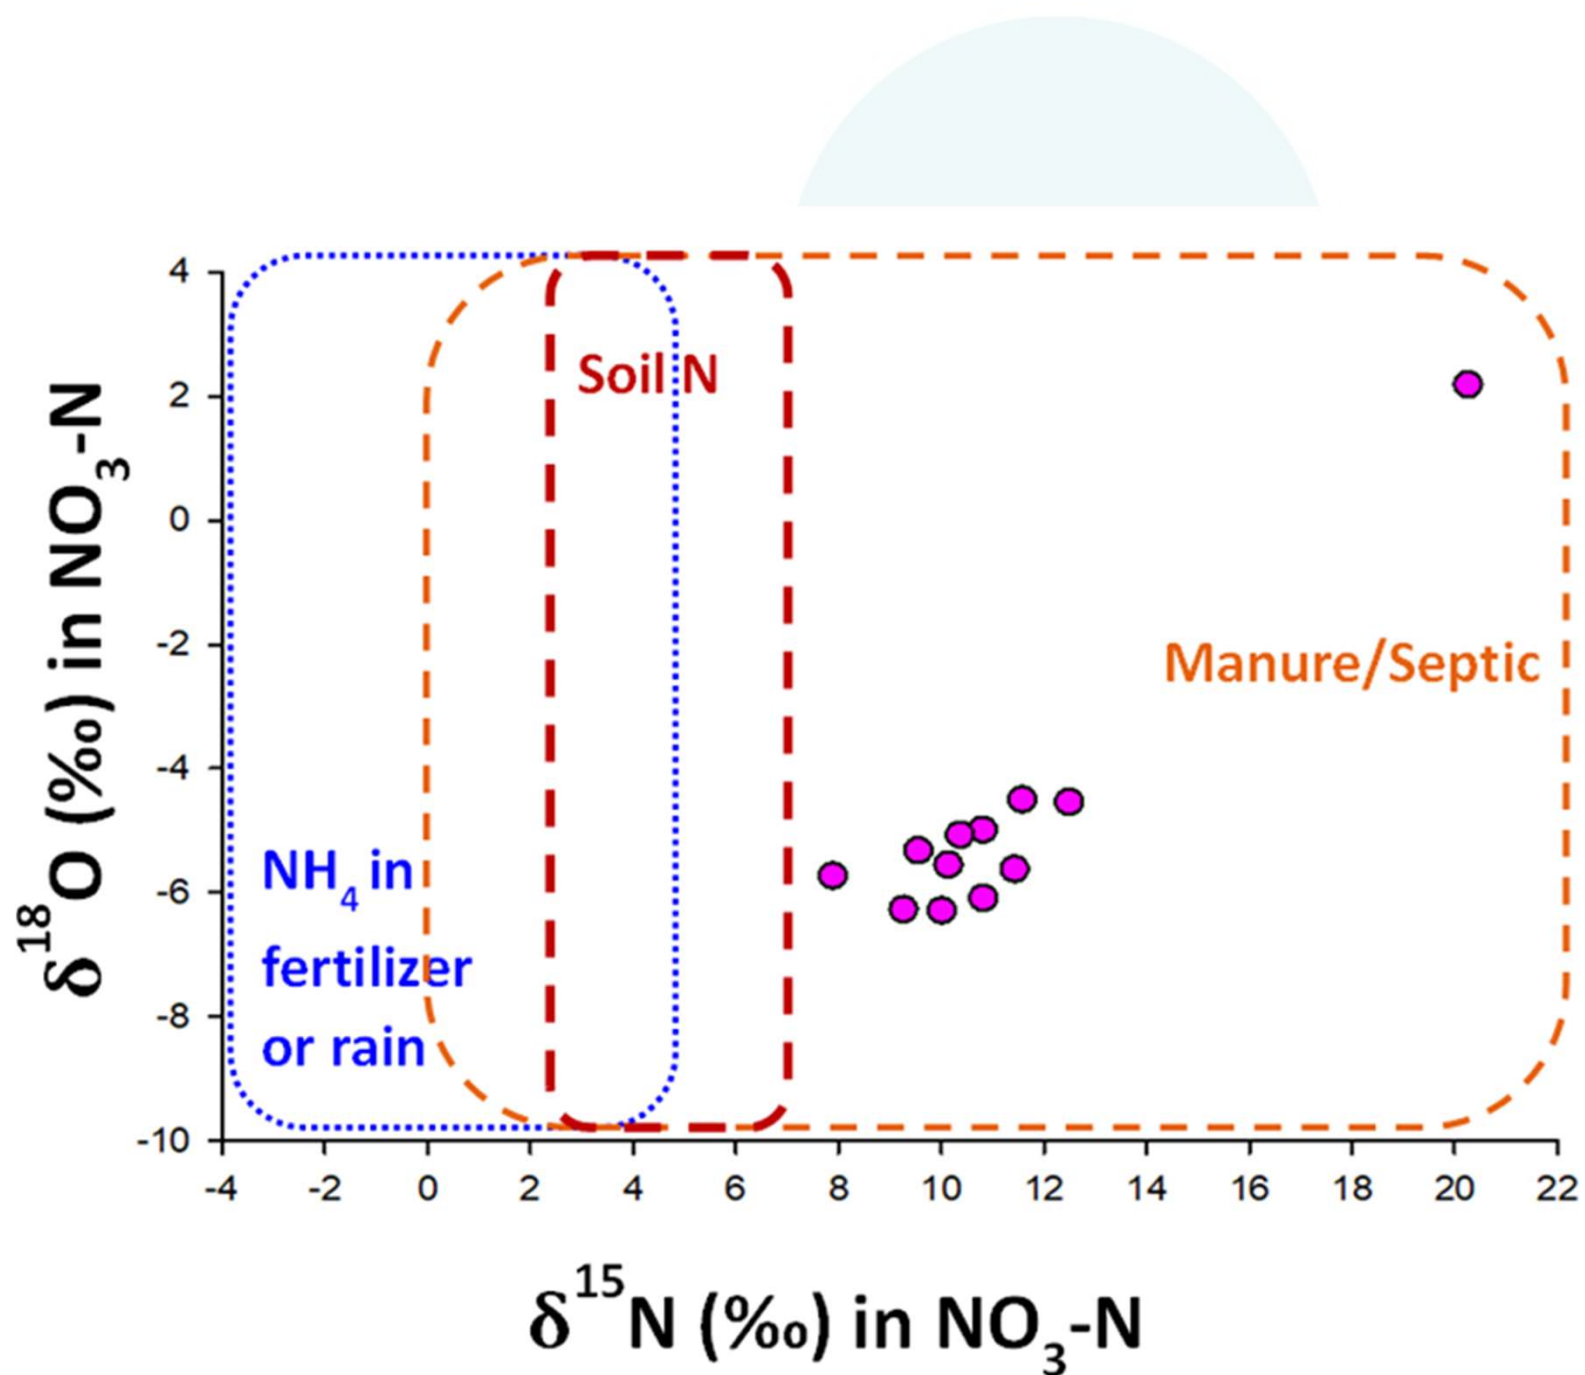 4
2
0
-2
-4
-6
-8
-10
δ18O (‰) in NO3-N
Soil N
Manure/Septic
NH4 in
fertilizer
or rain
-4 -2 0 2 4 6 8 10 12 14 16 18 20 22
δ15N (‰) in NO3-N